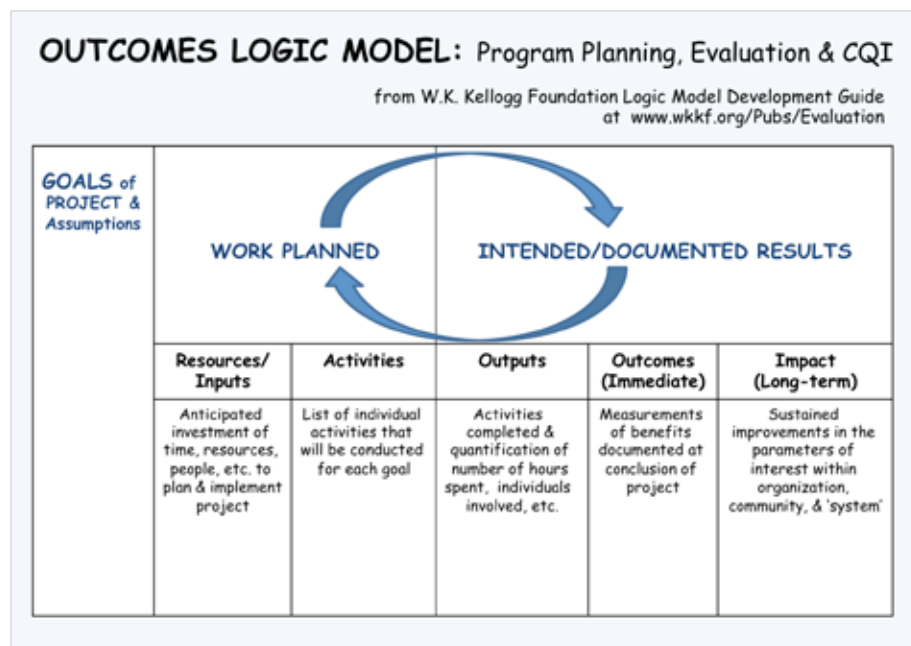 OUTCOMES LOGIC MODEL: Program Planning, Evaluation & CQI
from W.K. Kellogg Foundation Logic Model Development Guide
at www.wkkf.org/Pubs/Evaluation
GOALS of
PROJECT &
Assumptions
WORK PLANNED
INTENDED/DOCUMENTED RESULTS
Resources/
Inputs
Activities
Outputs
Outcomes
(Immediate)
Impact
(Long-term)
Anticipated
investment of
time, resources,
people, etc. to
plan & implement
project
List of individual
activities that
will be conducted
for each goal
Activities
completed &
quantification of
number of hours
spent, individuals
involved, etc.
Measurements
of benefits
documented at
conclusion of
project
Sustained
improvements in the
parameters of
interest within
organization,
community, & 'system'